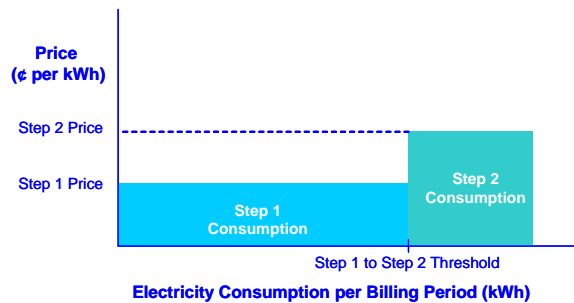 Price
(¢ per kWh)
Step 2 Price
Step 1 Price
Step 2
Consumption
Step 1
Consumption
Step 1 to Step 2 Threshold
Electricity Consumption per Billing Period (kWh)